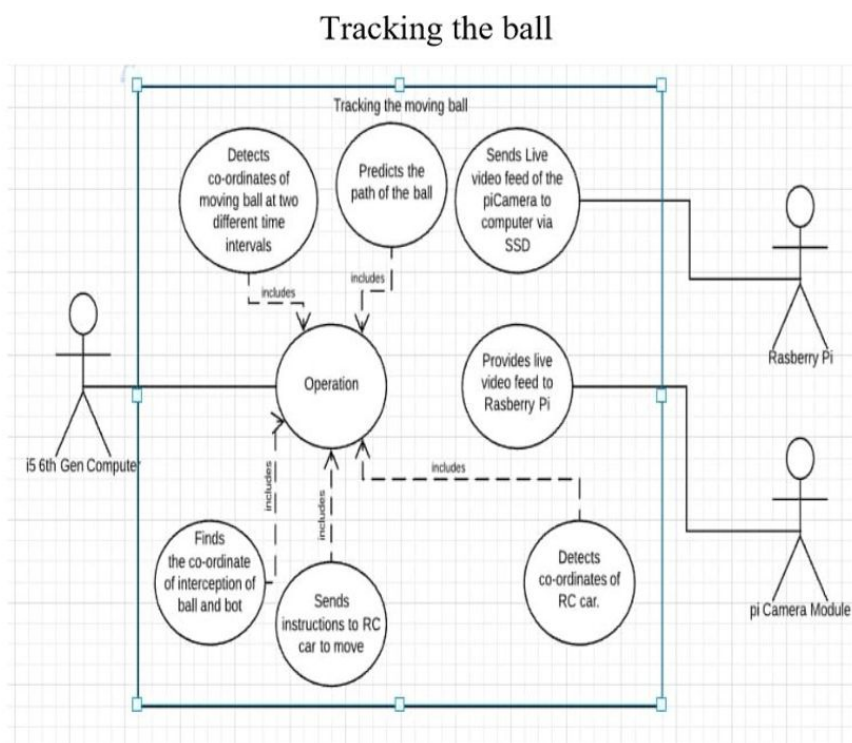 Tracking the ball
Tracking the moving ball
Detects
co-ordinates of
moving ball at two
different time
intervals
Predicts the
path of the ball
Sends Live
video feed of the
piCamera to
computer via
SSD
includes
includes
Operation
Provides live
video feed to
Rasberry Pi
Rasberry Pi
i5 6th Gen Computer
includes
includes
includes
Finds
the co-ordinate
of interception of
ball and bot
Sends
instructions to RC
car to move
Detects
co-ordinates of
RC car.
pi Camera Module